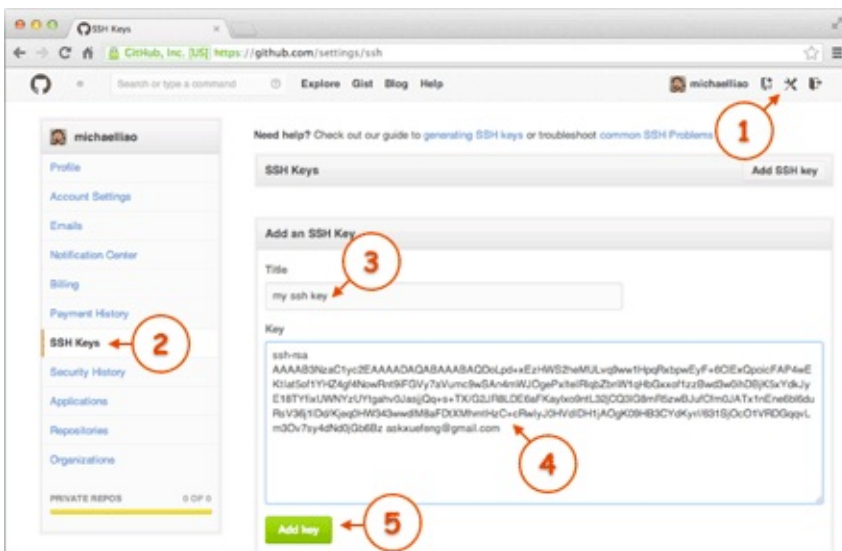 SSH Keys
GitHub, Inc. [US] https://github.com/settings/ssh
Search or type a command
Explore Gist Blog Help
michaelliao
1
michaelliao
Need help? Check out our guide to generating SSH keys or troubleshoot common SSH Problems
Profile
SSH Keys
Add SSH key
Account Settings
Emails
Add an SSH Key
Notification Center
3
Title
Billing
my ssh key
Payment History
Key
SSH Keys
2
ssh-rsa
Security History
Applications
Repositories
askxuefeng@gmail.com
4
Organizations
PRIVATE REPOS 0 OF 0
Add key
5